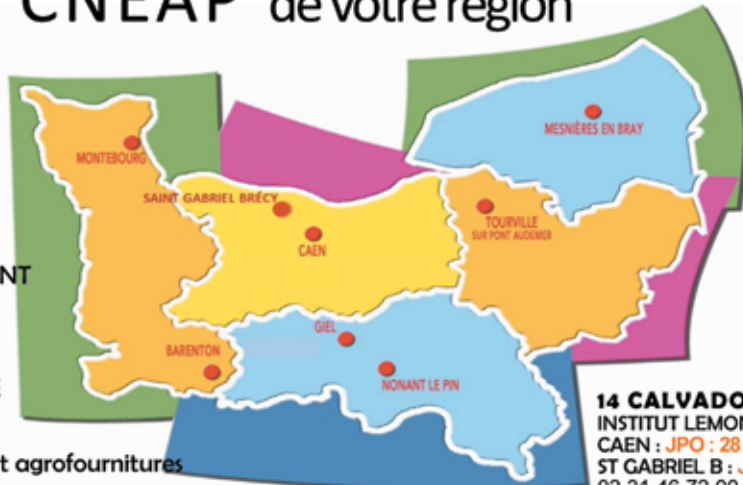 CNEAP de votre région
MESNIÈRES EN BRAY
MONTEBOURG
SAINT GABRIEL BRÉCY
TOURVILLE
SUR PONT AUDEMER
CAEN
NT
GIEL
BARENTON
NONANT LE PIN
14 CALVADO
INSTITUT LEMON
CAEN : JPO : 28
ST GABRIEL B : J
t agrofournitures